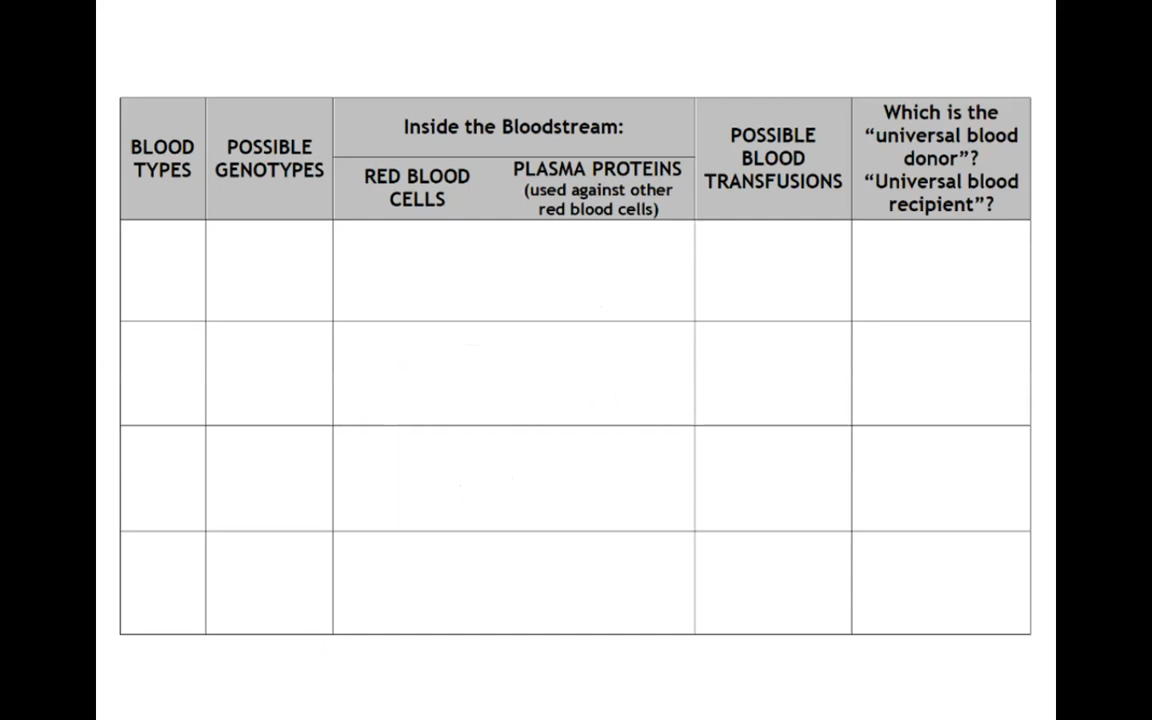 BLOOD
TYPES
POSSIBLE
GENOTYPES
Inside the Bloodstream:
RED BLOOD
CELLS
PLASMA PROTEINS
(used against other
red blood cells)
POSSIBLE
BLOOD
TRANSFUSIONS
Which is the
“universal blood
donor”?
“Universal blood
recipient”?